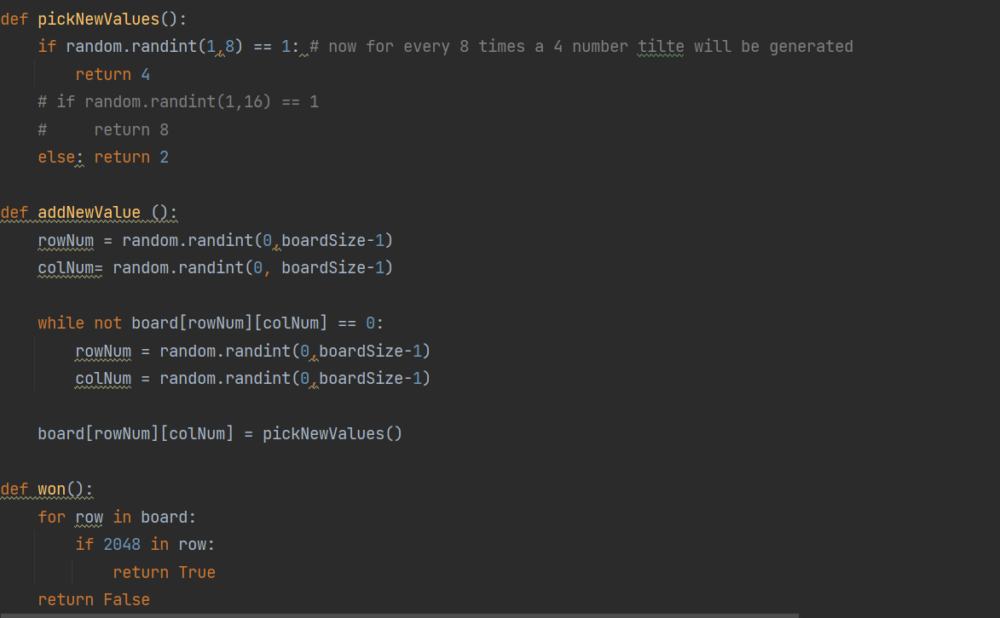 def pickNewValues():
    if random.randint(1,8) == 1: # now for every 8 times a 4 number tilte will be generated
        return 4
    # if random.randint(1,16) == 1
    #     return 8
    else: return 2
def addNewValue ():
    rowNum = random.randint(0,boardSize-1)
    colNum= random.randint(0, boardSize-1)
    while not board[rowNum][colNum] == 0:
        rowNum = random.randint(0,boardSize-1)
        colNum = random.randint(0,boardSize-1)
    board[rowNum][colNum] = pickNewValues()
def won():
    for row in board:
        if 2048 in row:
            return True
    return False